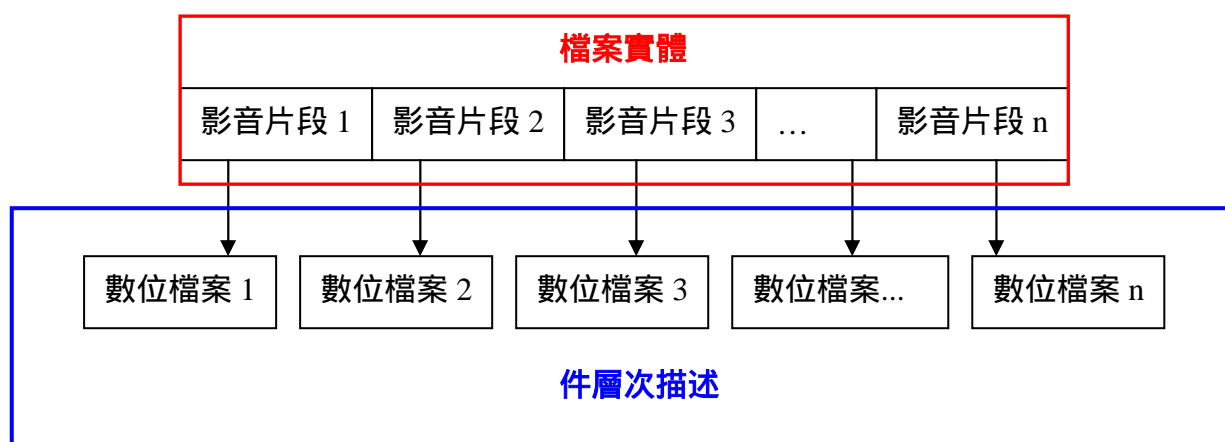 檔案實體
影音片段 1 影音片段 2 影音片段 3 … 影音片段 n
數位檔案 1 數位檔案 2 數位檔案 3 數位檔案... 數位檔案 n
件層次描述